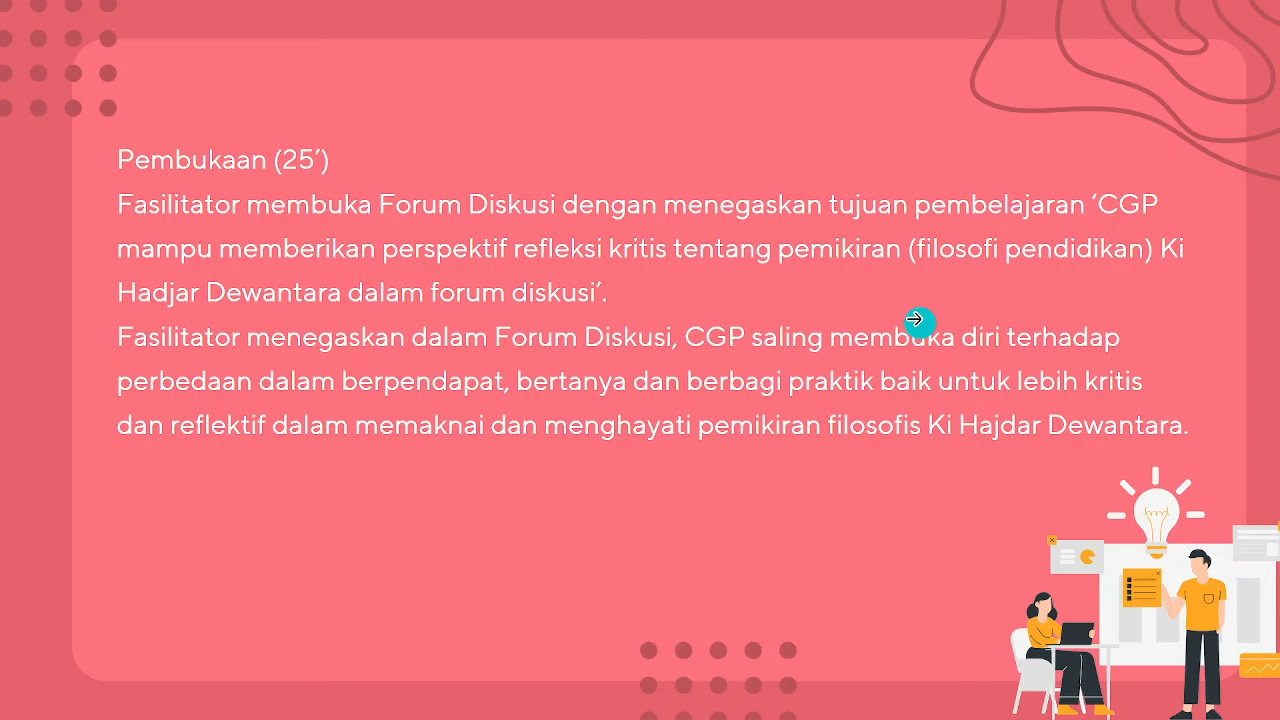 Pembukaan (25’)
Fasilitator membuka Forum Diskusi dengan menegaskan tujuan pembelajaran ‘CGP
mampu memberikan perspektif refleksi kritis tentang pemikiran (filosofi pendidikan) Ki
Hadjar Dewantara dalam forum diskusi’.
Fasilitator menegaskan dalam Forum Diskusi, CGP saling membuka diri terhadap
perbedaan dalam berpendapat, bertanya dan berbagi praktik baik untuk lebih kritis
dan reflektif dalam memaknai dan menghayati pemikiran filosofis Ki Hajdar Dewantara.